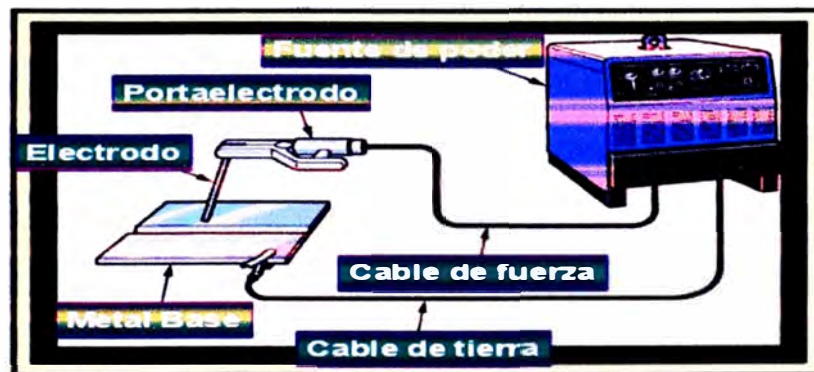 Fuente de poder
Portaelectrodo
Electrodo
Cable de fuerza
Metal Base
Cable de tierra